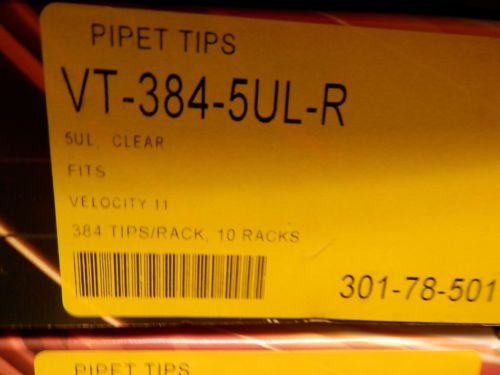 PIPET TIPS
VT-384-5UL-R
5UL, CLEAR
FITS
VELOCITY 11
384 TIPS/RACK, 10 RACKS
301-78-501
PIPET TIPS